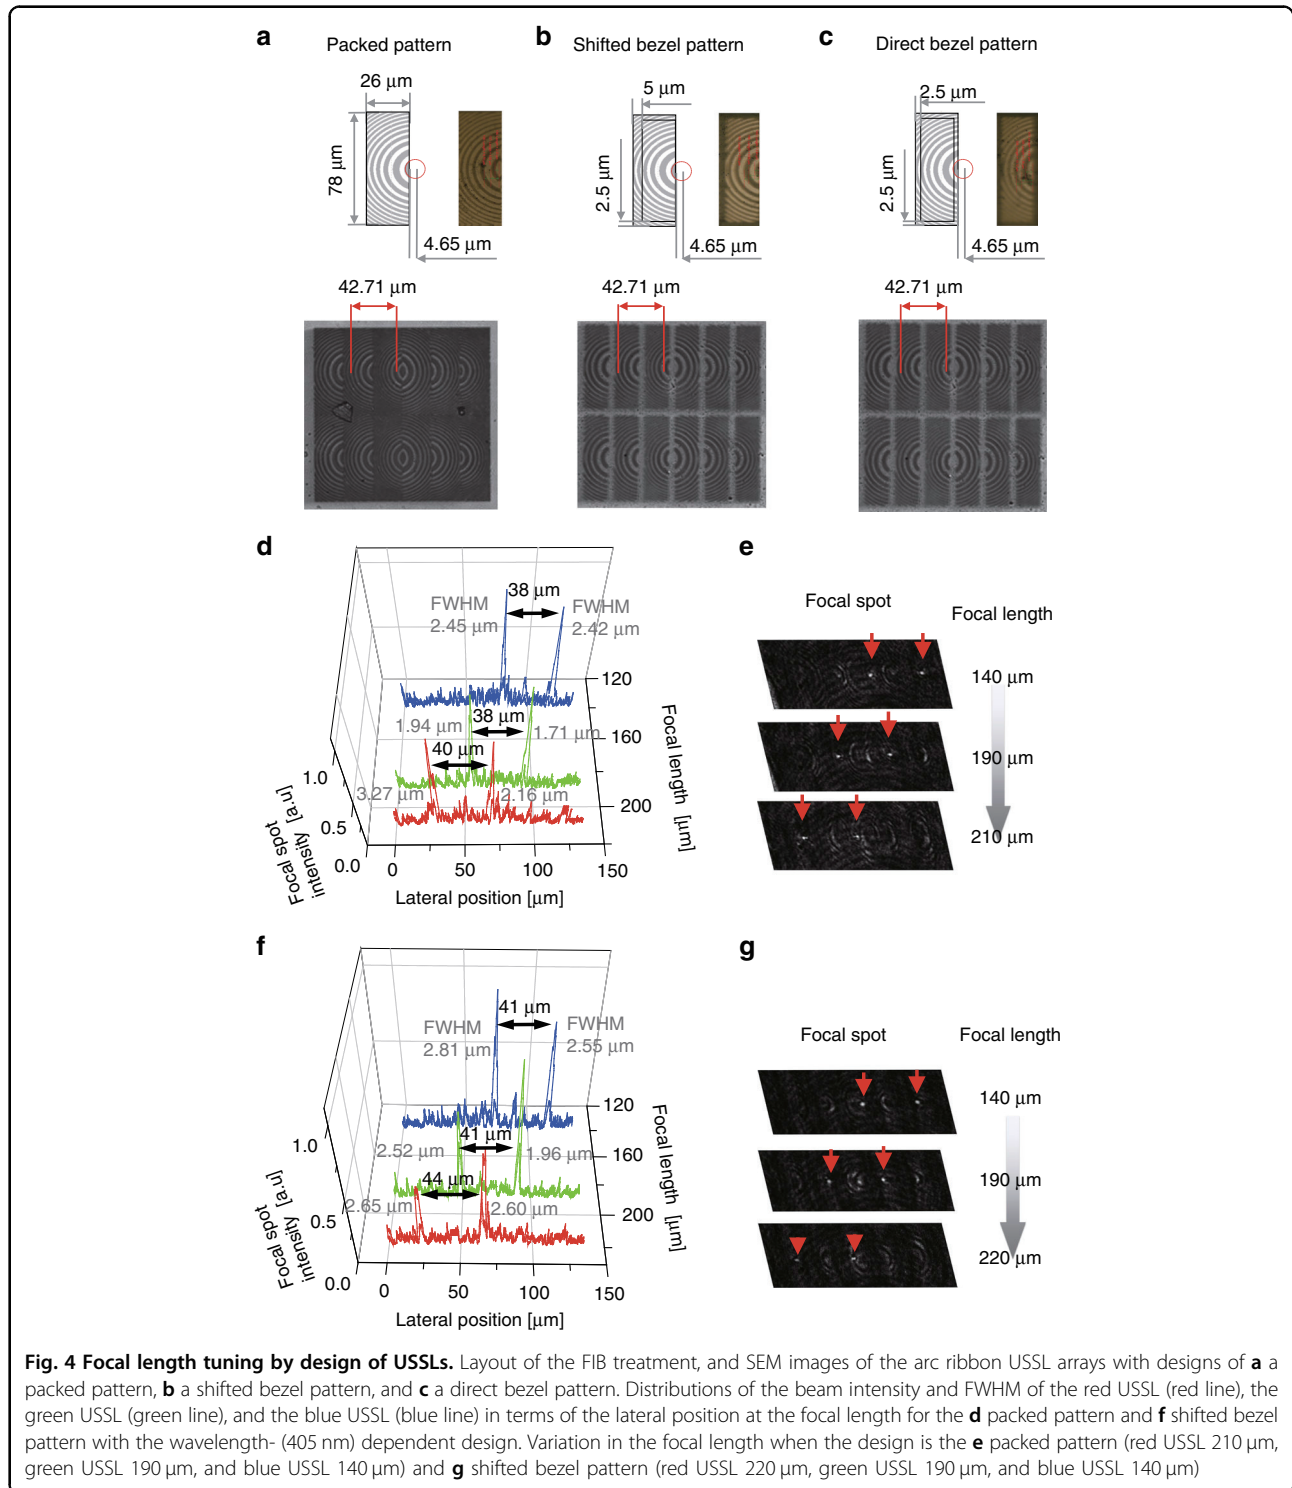 a
Packed pattern
26 μm
78 μm
4.65 μm
42.71 μm
b
Shifted bezel pattern
5 μm
2.5 μm
4.65 μm
42.71 μm
c
Direct bezel pattern
2.5 μm
2.5 μm
4.65 μm
42.71 μm
d
FWHM
2.45 μm
38 μm
FWHM
2.42 μm
1.94 μm
38 μm
1.71 μm
40 μm
3.27 μm
2.16 μm
120
160
200
Focal length [μm]
1.0
0.5
0.0
Focal spot
intensity [a.u]
0
50
100
150
Lateral position [μm]
e
Focal spot
Focal length
140 μm
190 μm
210 μm
f
FWHM
2.81 μm
41 μm
FWHM
2.55 μm
2.52 μm
41 μm
1.96 μm
44 μm
2.65 μm
2.60 μm
120
160
200
Focal length [μm]
1.0
0.5
0.0
Focal spot
intensity [a.u]
0
50
100
150
Lateral position [μm]
g
Focal spot
Focal length
140 μm
190 μm
220 μm
Fig. 4 Focal length tuning by design of USSLs. Layout of the FIB treatment, and SEM images of the arc ribbon USSL arrays with designs of a a
packed pattern, b a shifted bezel pattern, and c a direct bezel pattern. Distributions of the beam intensity and FWHM of the red USSL (red line), the
green USSL (green line), and the blue USSL (blue line) in terms of the lateral position at the focal length for the d packed pattern and f shifted bezel
pattern with the wavelength- (405 nm) dependent design. Variation in the focal length when the design is the e packed pattern (red USSL 210 μm,
green USSL 190 μm, and blue USSL 140 μm) and g shifted bezel pattern (red USSL 220 μm, green USSL 190 μm, and blue USSL 140 μm)